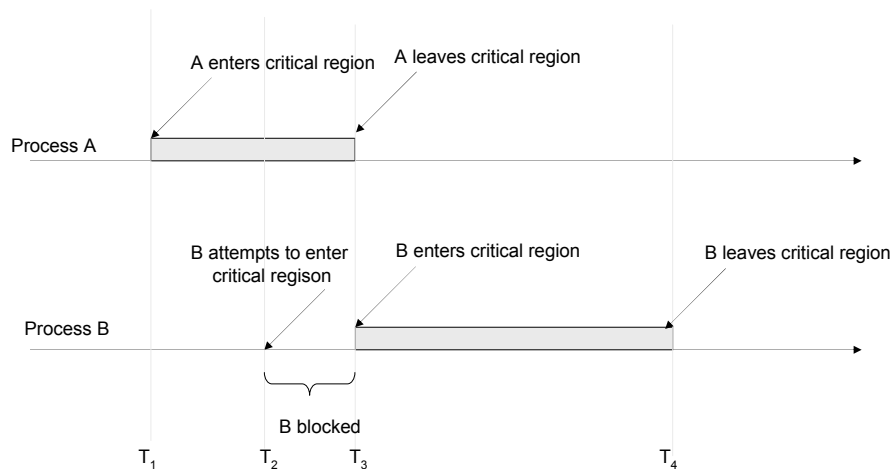 A enters critical region
A leaves critical region
Process A
B attempts to enter
critical regison
B enters critical region
B leaves critical region
Process B
B blocked
T1
T2
T3
T4